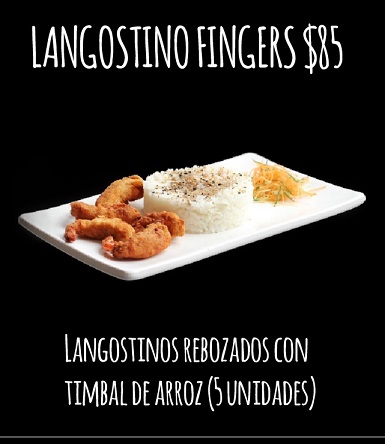 LANGOSTINO FINGERS $85
LANGOSTINOS REBOZADOS CON
TIMBAL DE ARROZ (5 UNIDADES)